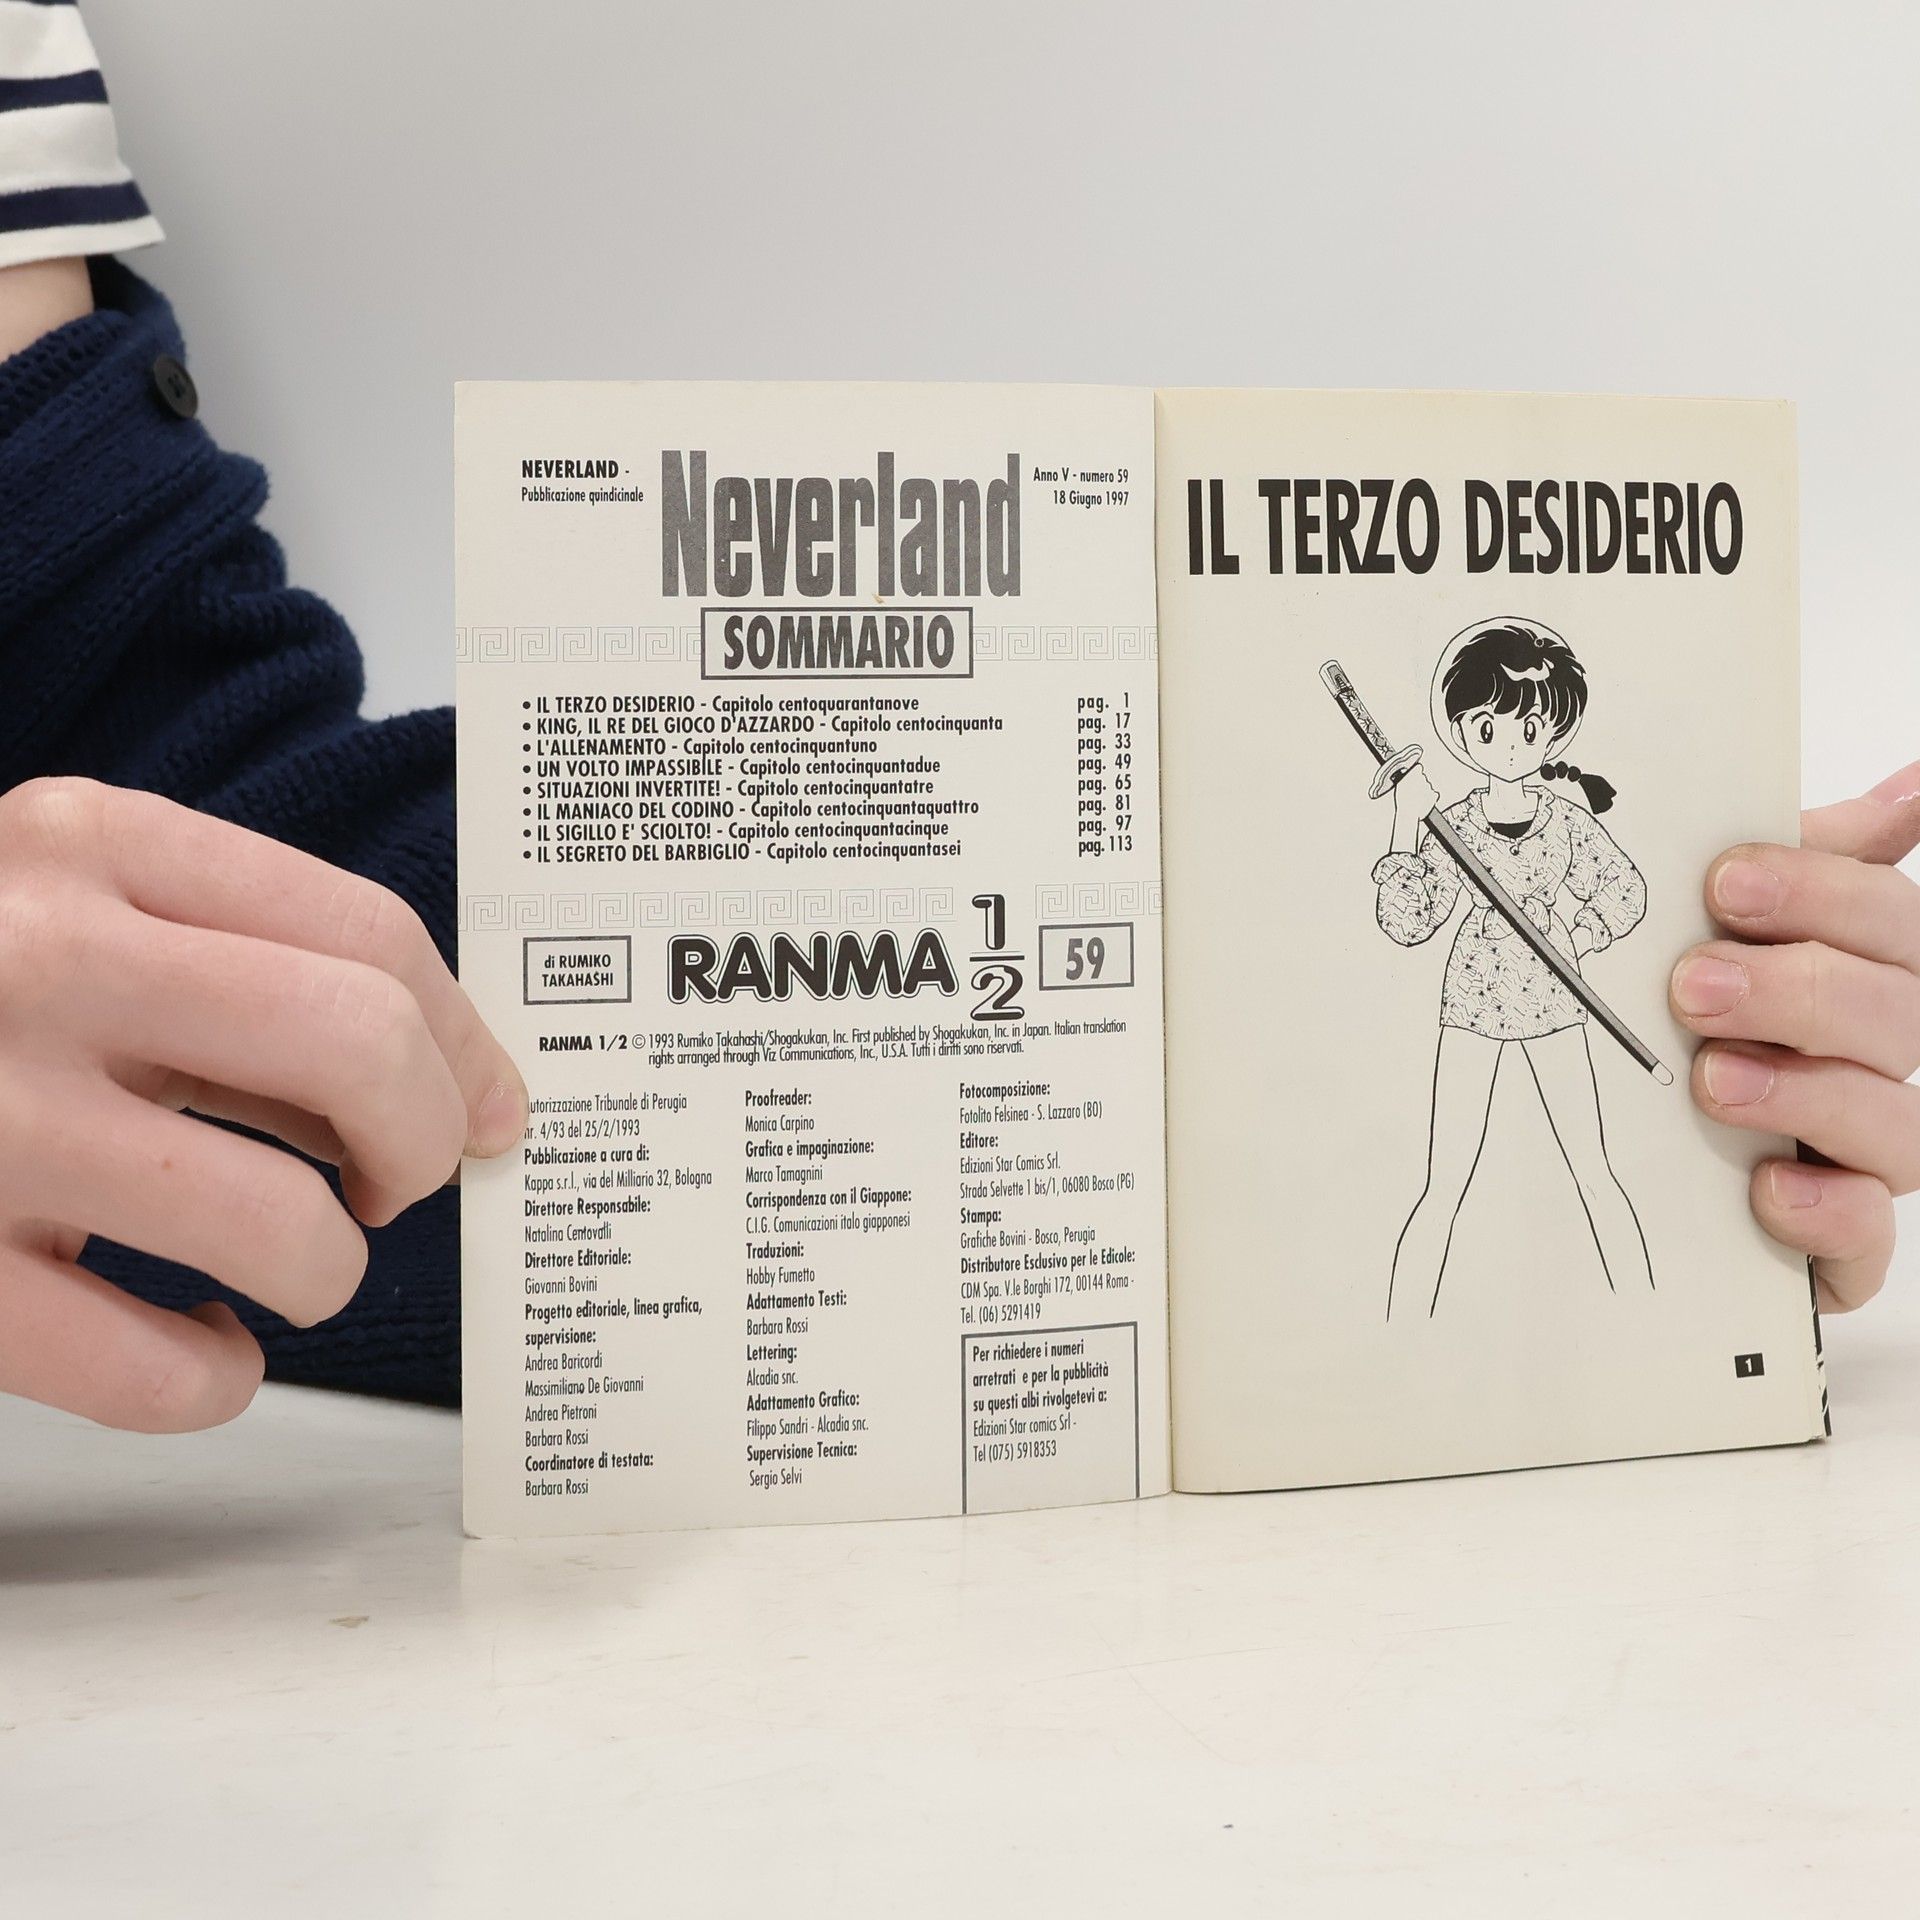 NEVERLAND -
Pubblicazione quindicinale
Neverland
Anno V - numero 59
18 Giugno 1997
SOMMARIO
• IL TERZO DESIDERIO - Capitolo centoquarantanove pag. 1
• KING, IL RE DEL GIOCO D'AZZARDO - Capitolo centocinquanta pag. 17
• L'ALLENAMENTO - Capitolo centocinquantuno pag. 33
• UN VOLTO IMPASSIBILE - Capitolo centocinquantadue pag. 49
• SITUAZIONI INVERTITE! - Capitolo centocinquantatre pag. 65
• IL MANIACO DEL CODINO - Capitolo centocinquantaquattro pag. 81
• IL SIGILLO E' SCIOLTO! - Capitolo centocinquantacinque pag. 97
• IL SEGRETO DEL BARBIGLIO - Capitolo centocinquantasei pag. 113
di RUMIKO
TAKAHASHI
RANMA 1/2
59
RANMA 1/2 © 1993 Rumiko Takahashi/Shogakukan, Inc. First published by Shogakukan, Inc. in Japan. Italian translation
rights arranged through Viz Communications, Inc., U.S.A. Tutti i diritti sono riservati.
utorizzazione Tribunale di Perugia
nr. 4/93 del 25/2/1993
Pubblicazione a cura di:
Kappa s.r.l., via del Milliario 32, Bologna
Direttore Responsabile:
Natalina Centovalli
Direttore Editoriale:
Giovanni Bovini
Progetto editoriale, linea grafica,
supervisione:
Andrea Baricordi
Massimiliano De Giovanni
Andrea Pietroni
Barbara Rossi
Coordinatore di testata:
Barbara Rossi
Proofreader:
Monica Carpino
Grafica e impaginazione:
Marco Tamagnini
Corrispondenza con il Giappone:
C.I.G. Comunicazioni italo giapponesi
Traduzioni:
Hobby Fumetto
Adattamento Testi:
Barbara Rossi
Lettering:
Alcadia snc.
Adattamento Grafico:
Filippo Sandri - Alcadia snc.
Supervisione Tecnica:
Sergio Selvi
Fotocomposizione:
Fotolito Felsinea - S. Lazzaro (BO)
Editore:
Edizioni Star Comics Srl.
Strada Selvette 1 bis/1, 06080 Bosco (PG)
Stampa:
Grafiche Bovini - Bosco, Perugia
Distributore Esclusivo per le Edicole:
CDM Spa. V.le Borghi 172, 00144 Roma -
Tel. (06) 5291419
Per richiedere i numeri
arretrati e per la pubblicità
su questi albi rivolgetevi a:
Edizioni Star comics Srl -
Tel (075) 5918353
IL TERZO DESIDERIO
1